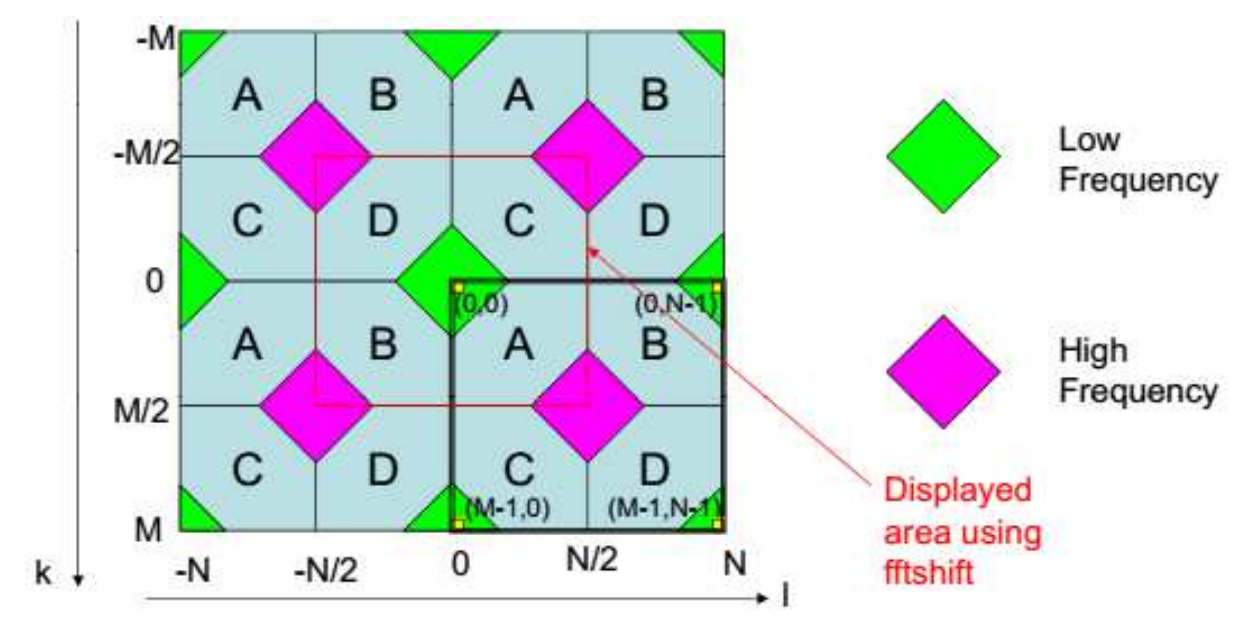 -M
A B A B
Low
Frequency
-M/2
C D C D
0
(0,0) (0,N-1)
A B A B
High
Frequency
M/2
C D C D
(M-1,0) (M-1,N-1)
Displayed
area using
fftshift
M
-N -N/2 0 N/2 N
k
l